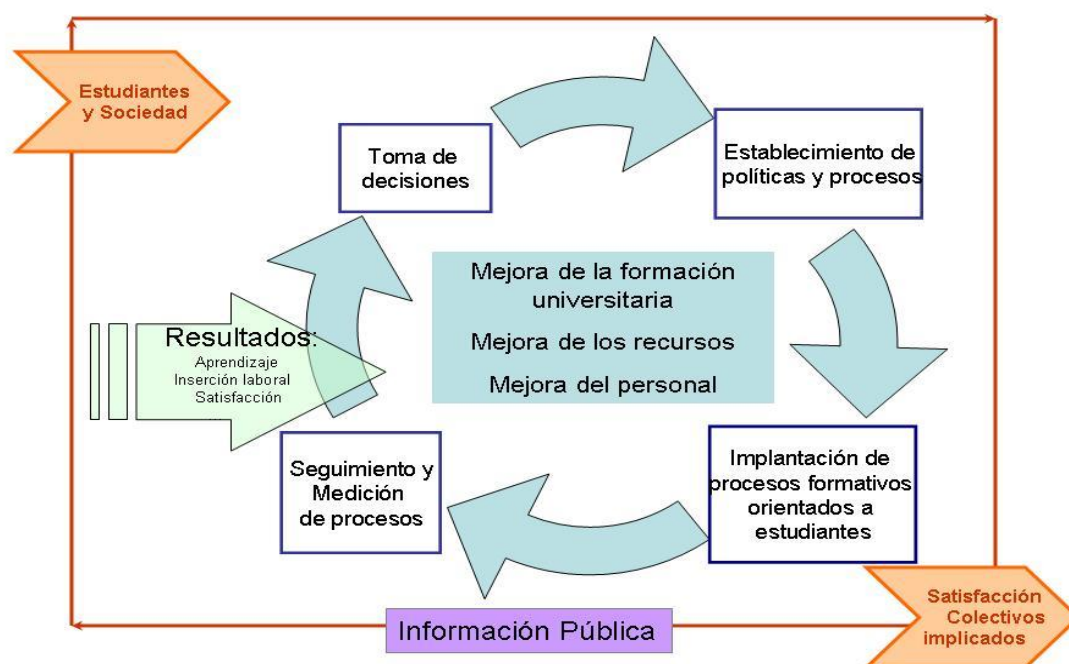 Estudiantes
y Sociedad
Toma de
decisiones
Establecimiento de
políticas y procesos
Mejora de la formación
universitaria
Mejora de los recursos
Mejora del personal
Resultados:
Aprendizaje
Inserción laboral
Satisfacción
Seguimiento y
Medición
de procesos
Implantación de
procesos formativos
orientados a
estudiantes
Satisfacción
Colectivos
implicados
Información Pública